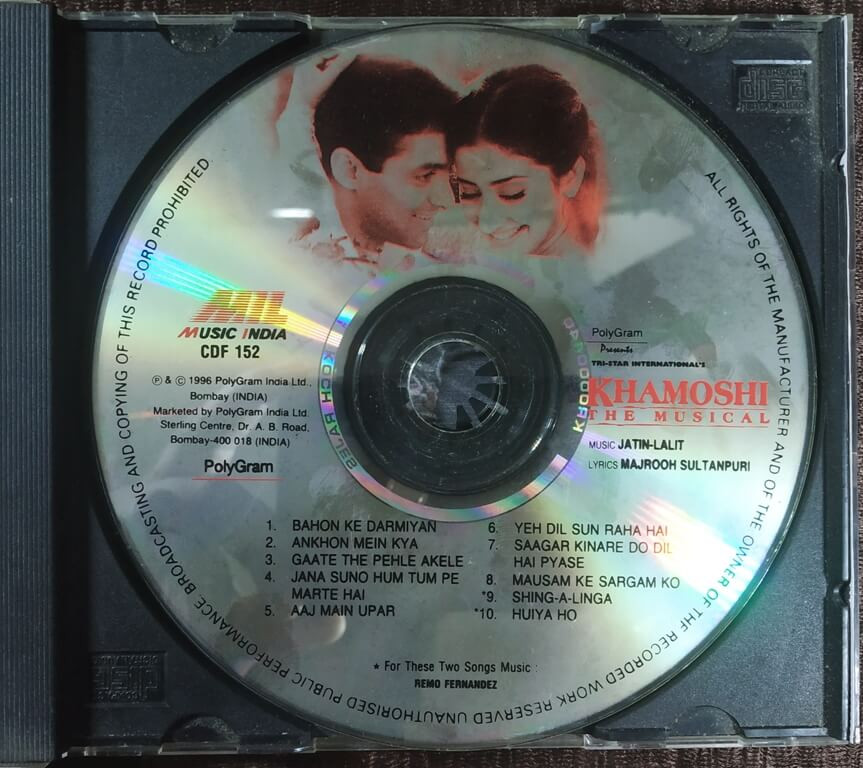 ALL RIGHTS OF THE MANUFACTURER AND OF THE OWNER OF THE RECORDED WORK RESERVED UNAUTHORISED PUBLIC PERFORMANCE BROADCASTING AND COPYING OF THIS RECORD PROHIBITED
COMPACT
disc
MIL
MUSIC INDIA
CDF 152
℗ & © 1996 PolyGram India Ltd.,
Bombay (INDIA)
Marketed by PolyGram India Ltd.
Sterling Centre, Dr. A. B. Road,
Bombay-400 018 (INDIA)
PolyGram
PolyGram
Presents
TRI-STAR INTERNATIONAL'S
KHAMOSHI
THE MUSICAL
MUSIC JATIN-LALIT
LYRICS MAJROOH SULTANPURI
1. BAHON KE DARMIYAN
2. ANKHON MEIN KYA
3. GAATE THE PEHLE AKELE
4. JANA SUNO HUM TUM PE
MARTE HAI
5. AAJ MAIN UPAR
6. YEH DIL SUN RAHA HAI
7. SAAGAR KINARE DO DIL
HAI PYASE
8. MAUSAM KE SARGAM KO
*9. SHING-A-LINGA
*10. HUIYA HO
★ For These Two Songs Music :
REMO FERNANDEZ